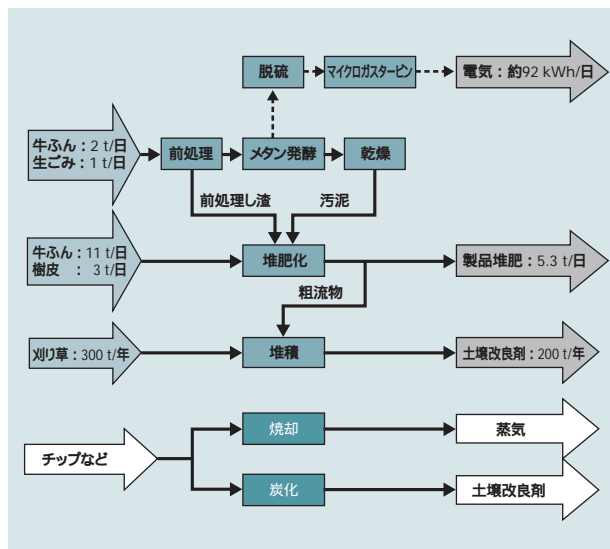 脱硫
マイクロガスタービン
電気：約92 kWh/日
牛ふん：2 t/日
生ごみ：1 t/日
前処理
メタン発酵
乾燥
前処理し渣
汚泥
牛ふん：11 t/日
樹皮　：　3 t/日
堆肥化
製品堆肥：5.3 t/日
粗流物
刈り草：300 t/年
堆積
土壌改良剤：200 t/年
焼却
蒸気
チップなど
炭化
土壌改良剤